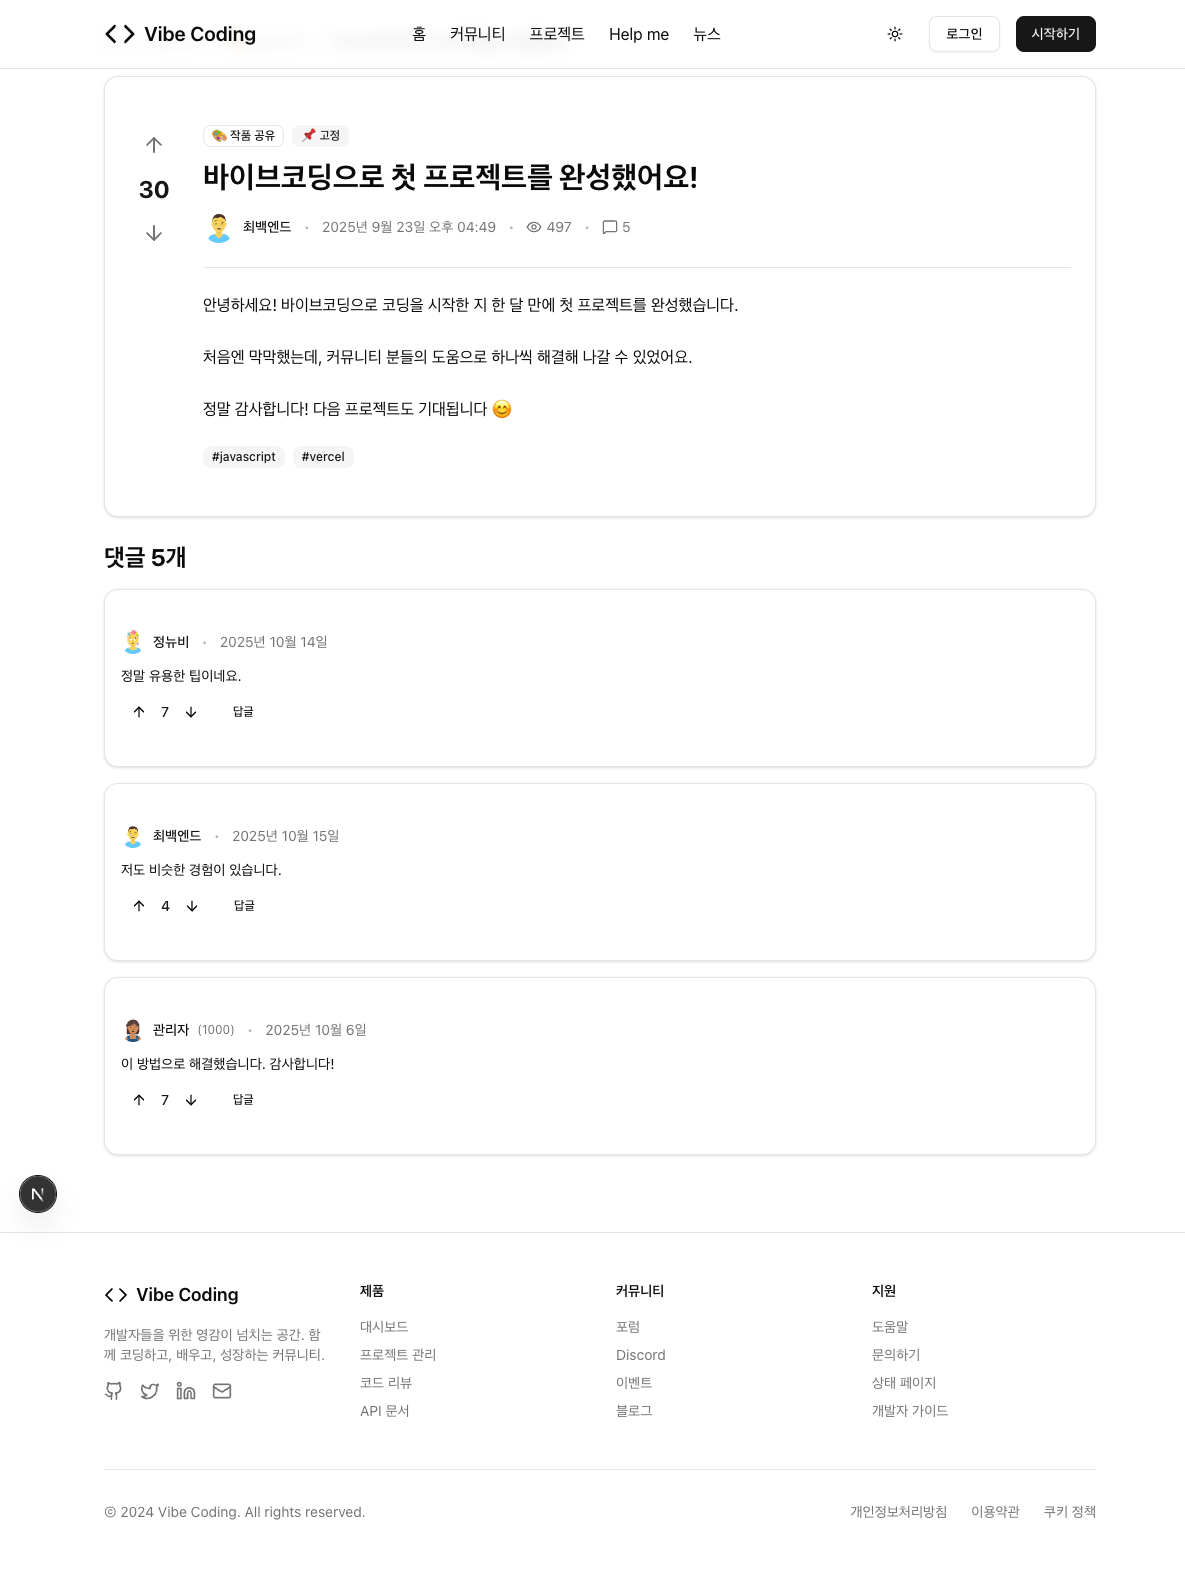 Vibe Coding
홈 커뮤니티 프로젝트 Help me 뉴스
로그인 시작하기
작품 공유 고정
30
바이브코딩으로 첫 프로젝트를 완성했어요!
최백엔드 • 2025년 9월 23일 오후 04:49 • 497 • 5
안녕하세요! 바이브코딩으로 코딩을 시작한 지 한 달 만에 첫 프로젝트를 완성했습니다.
처음엔 막막했는데, 커뮤니티 분들의 도움으로 하나씩 해결해 나갈 수 있었어요.
정말 감사합니다! 다음 프로젝트도 기대됩니다 😊
#javascript #vercel
댓글 5개
정뉴비 • 2025년 10월 14일
정말 유용한 팁이네요.
7 답글
최백엔드 • 2025년 10월 15일
저도 비슷한 경험이 있습니다.
4 답글
관리자 (1000) • 2025년 10월 6일
이 방법으로 해결했습니다. 감사합니다!
7 답글
N
Vibe Coding
개발자들을 위한 영감이 넘치는 공간. 함
께 코딩하고, 배우고, 성장하는 커뮤니티.
제품
대시보드
프로젝트 관리
코드 리뷰
API 문서
커뮤니티
포럼
Discord
이벤트
블로그
지원
도움말
문의하기
상태 페이지
개발자 가이드
© 2024 Vibe Coding. All rights reserved.
개인정보처리방침 이용약관 쿠키 정책